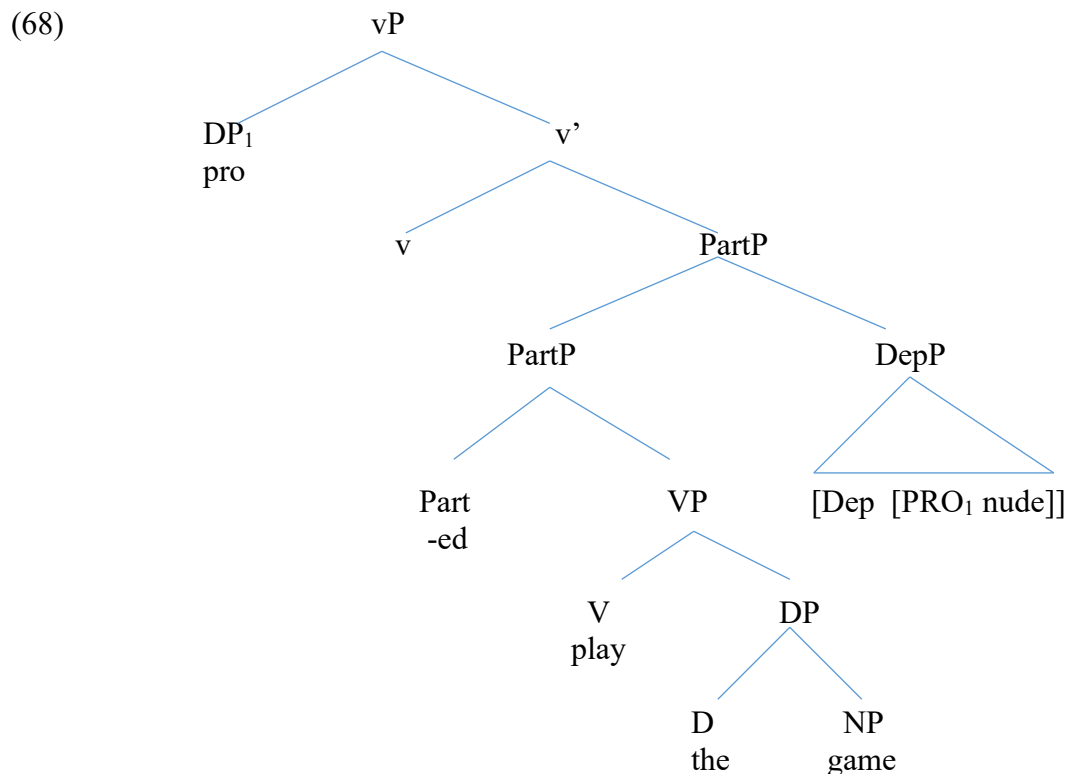 (68) vP
DP₁ v’
pro
v PartP
PartP DepP
Part VP [Dep [PRO₁ nude]]
-ed
V DP
play
D NP
the game